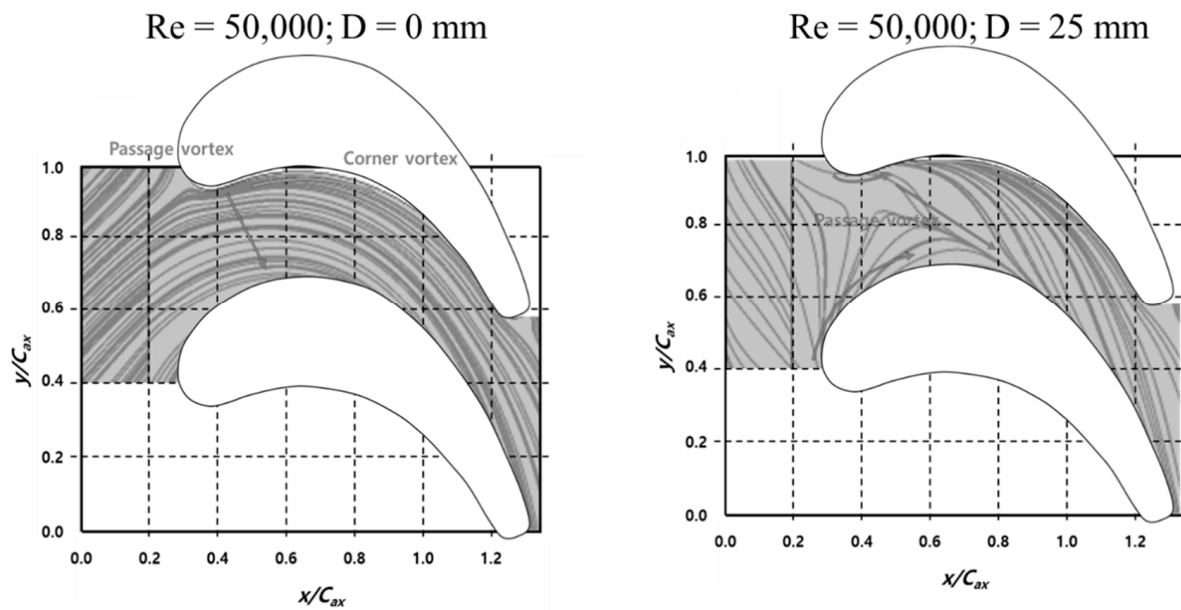 Re = 50,000; D = 0 mm
Passage vortex
Corner vortex
1.0
0.8
0.6
0.4
0.2
0.0
y/Cax
0.0 0.2 0.4 0.6 0.8 1.0 1.2
x/Cax
Re = 50,000; D = 25 mm
Passage vortex
1.0
0.8
0.6
0.4
0.2
0.0
y/Cax
0.0 0.2 0.4 0.6 0.8 1.0 1.2
x/Cax